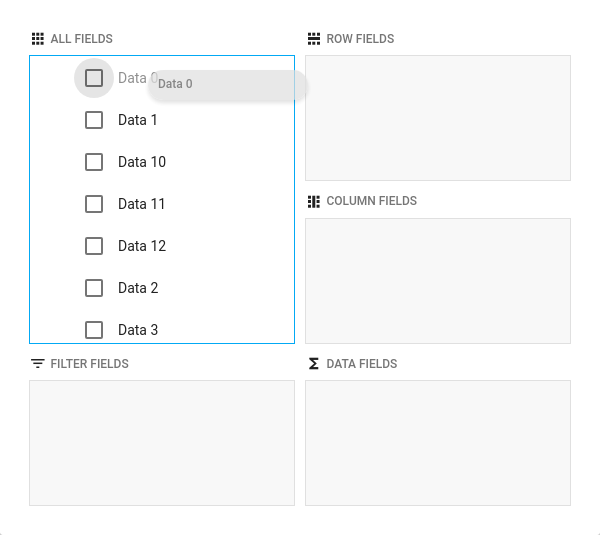 ALL FIELDS
Data 0
Data 0
Data 1
Data 10
Data 11
Data 12
Data 2
Data 3
ROW FIELDS
COLUMN FIELDS
FILTER FIELDS
DATA FIELDS